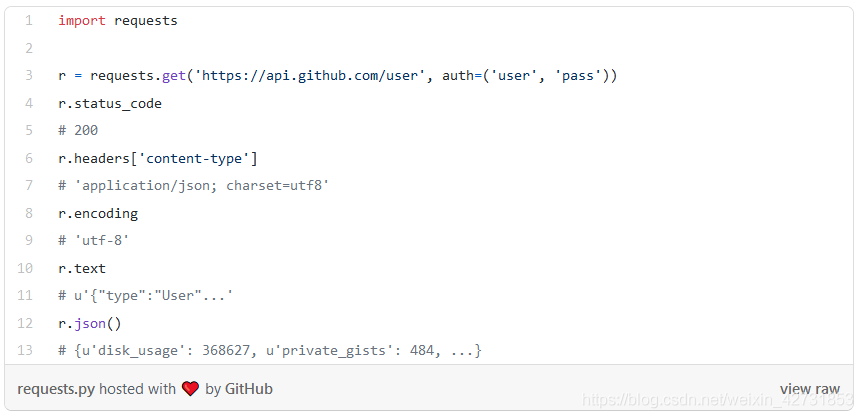 1 import requests
2
3 r = requests.get('https://api.github.com/user', auth=('user', 'pass'))
4 r.status_code
5 # 200
6 r.headers['content-type']
7 # 'application/json; charset=utf8'
8 r.encoding
9 # 'utf-8'
10 r.text
11 # u'{"type":"User"...'
12 r.json()
13 # {u'disk_usage': 368627, u'private_gists': 484, ...}
requests.py hosted with ❤ by GitHub view raw
https://blog.csdn.net/weixin_42731853